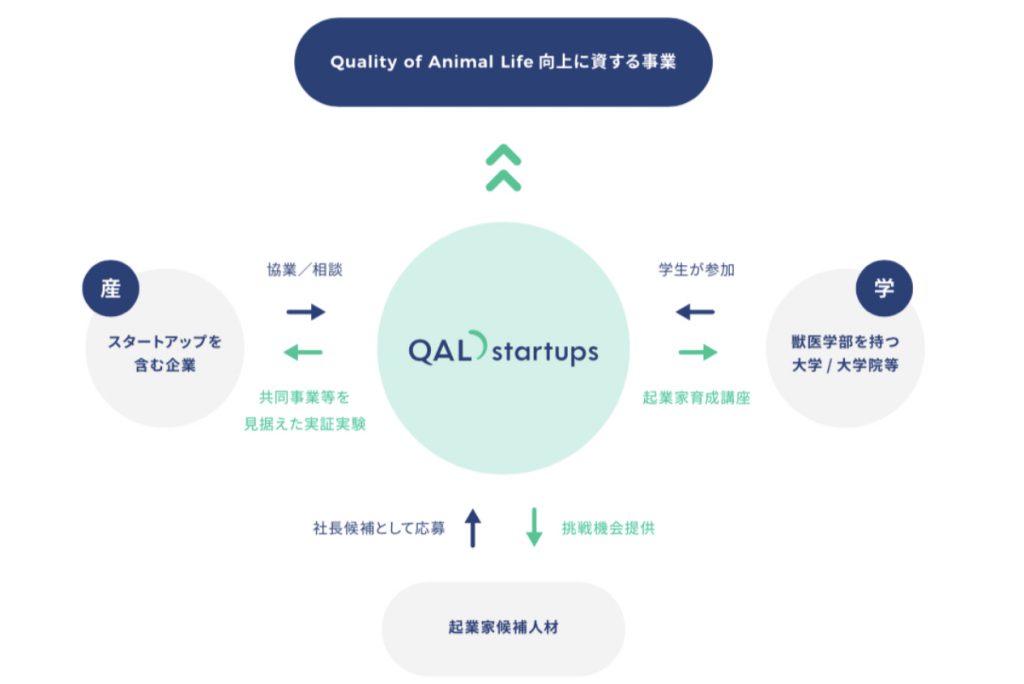 Quality of Animal Life 向上に資する事業
産
スタートアップを
含む企業
協業／相談
共同事業等を
見据えた実証実験
QAL startups
学生が参加
起業家育成講座
学
獣医学部を持つ
大学 / 大学院等
社長候補として応募
挑戦機会提供
起業家候補人材